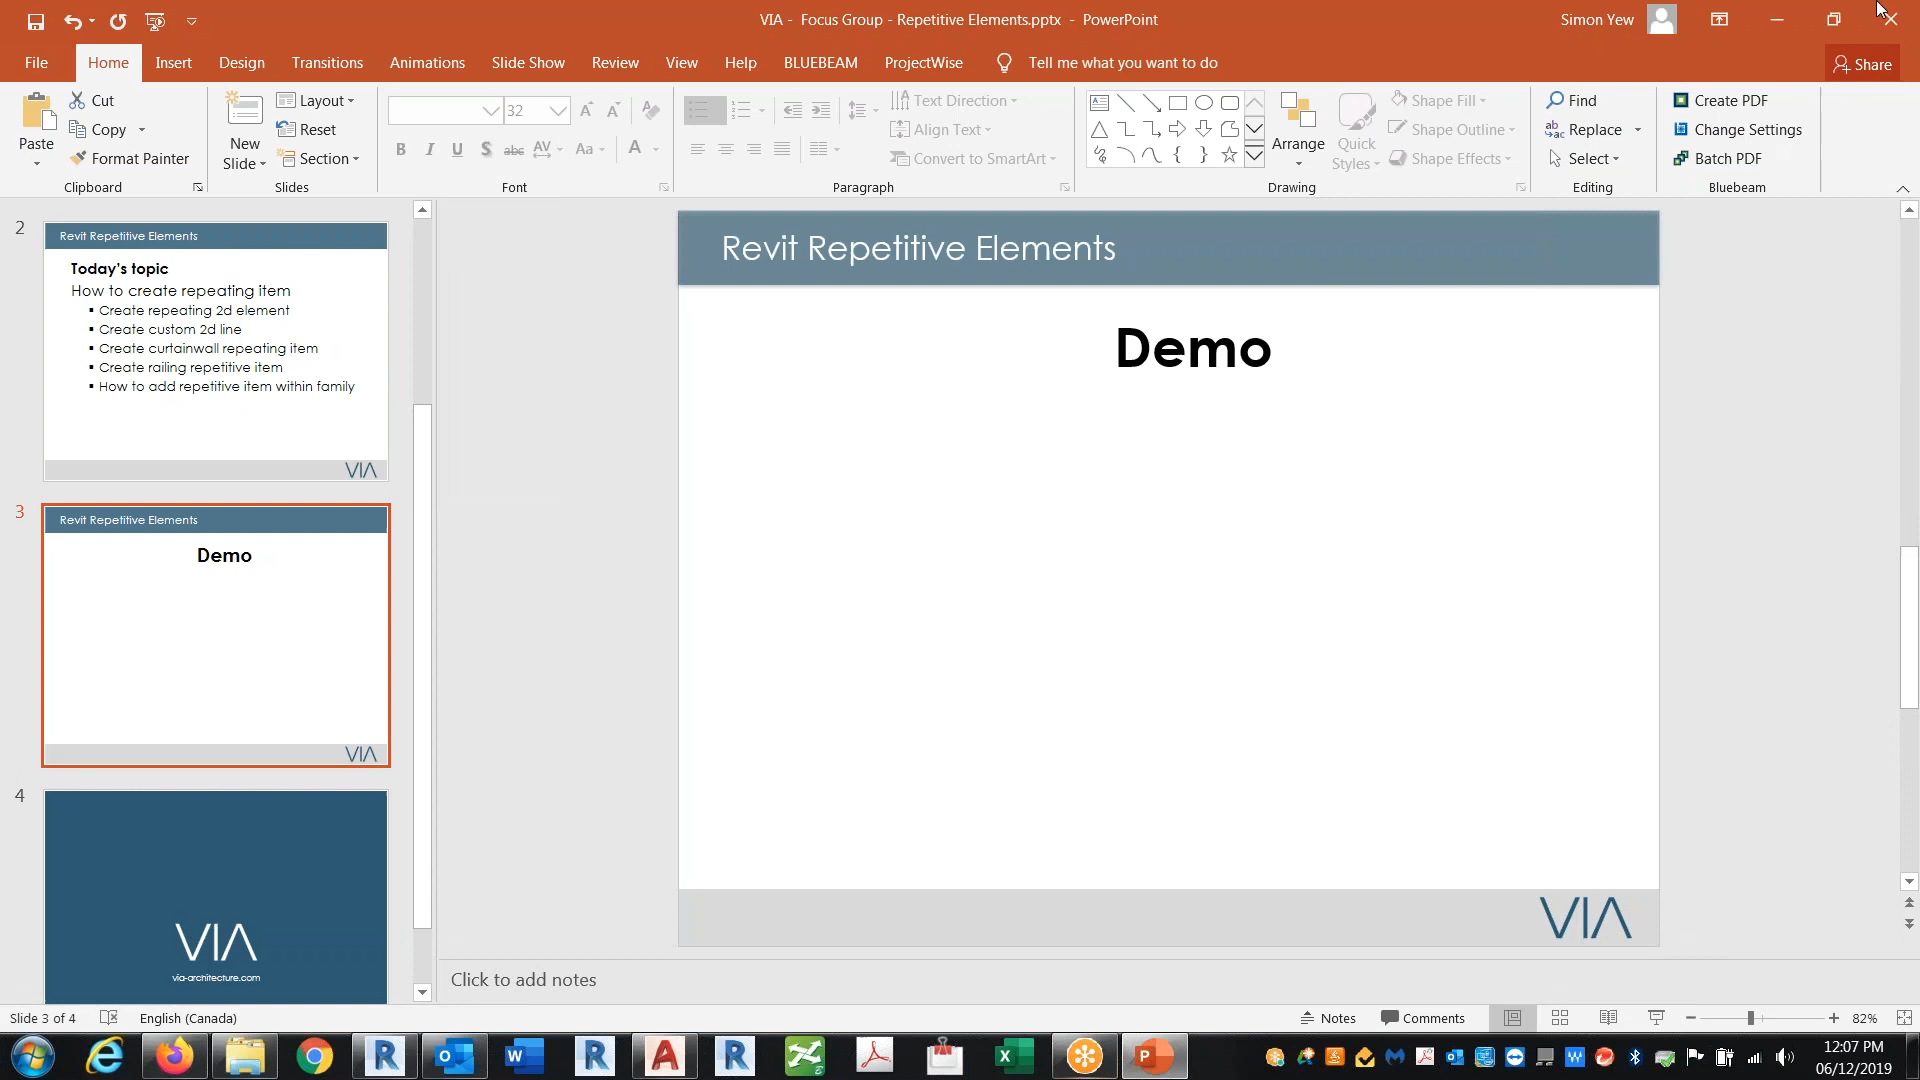 VIA - Focus Group - Repetitive Elements.pptx - PowerPoint
Simon Yew
File Home Insert Design Transitions Animations Slide Show Review View Help BLUEBEAM ProjectWise Tell me what you want to do
Share
Paste
Cut
Copy
Format Painter
Clipboard
New Slide
Layout
Reset
Section
Slides
32
B I U S abc AV Aa A
Font
Text Direction
Align Text
Convert to SmartArt
Paragraph
Arrange
Quick Styles
Shape Fill
Shape Outline
Shape Effects
Drawing
Find
Replace
Select
Editing
Create PDF
Change Settings
Batch PDF
Bluebeam
2
Revit Repetitive Elements
Today's topic
How to create repeating item
▪ Create repeating 2d element
▪ Create custom 2d line
▪ Create curtainwall repeating item
▪ Create railing repetitive item
▪ How to add repetitive item within family
VIA
3
Revit Repetitive Elements
Demo
VIA
4
VIA
via-architecture.com
Revit Repetitive Elements
Demo
VIA
Click to add notes
Slide 3 of 4
English (Canada)
Notes
Comments
82%
12:07 PM
06/12/2019